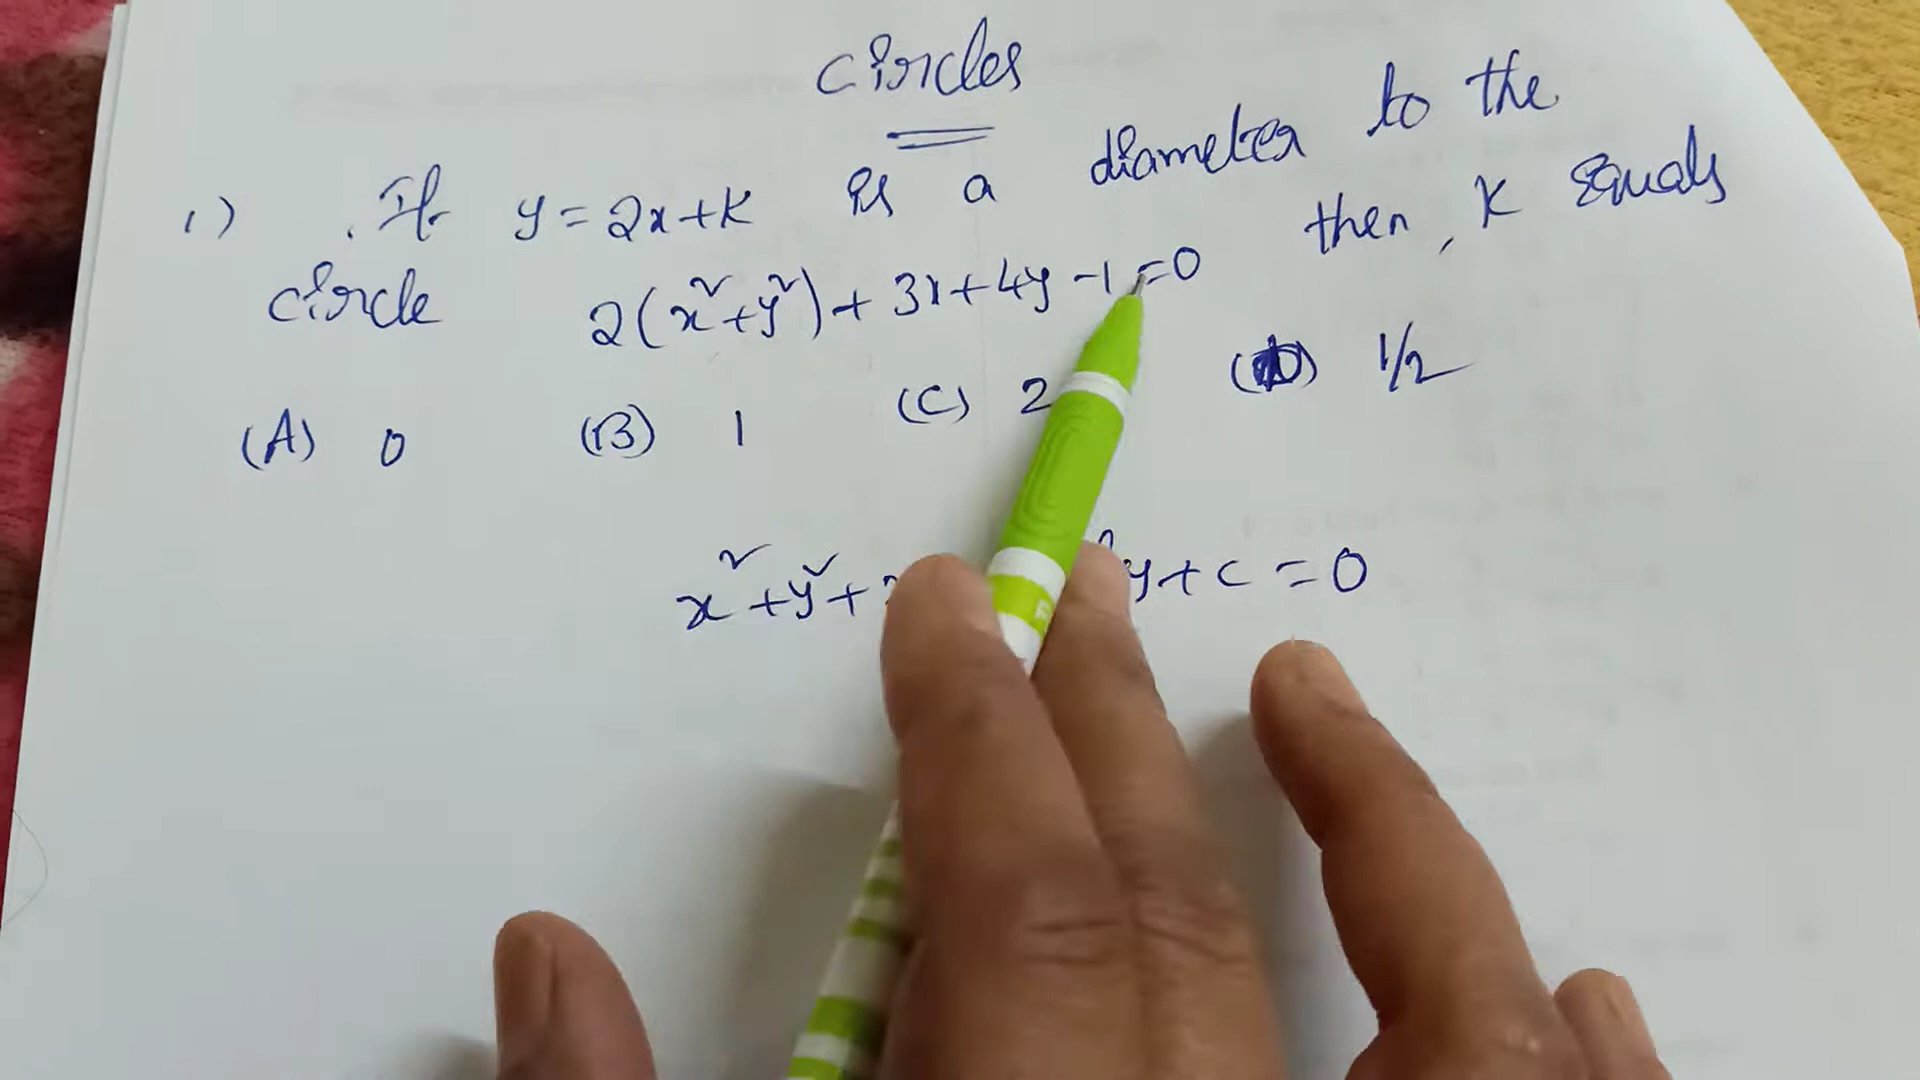 Circles
1) . If y = 2x+k is a diameter to the
circle 2(x²+y²)+3x+4y-1=0 then, K equals
(A) 0 (B) 1 (C) 2 (D) 1/2
x²+y²+ y+c=0